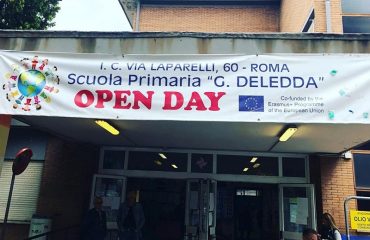 I. C. VIA LAPARELLI, 60 - ROMA
Scuola Primaria "G. DELEDDA"
OPEN DAY
Co-funded by the
Erasmus+ Programme
of the European Union
OLIO V